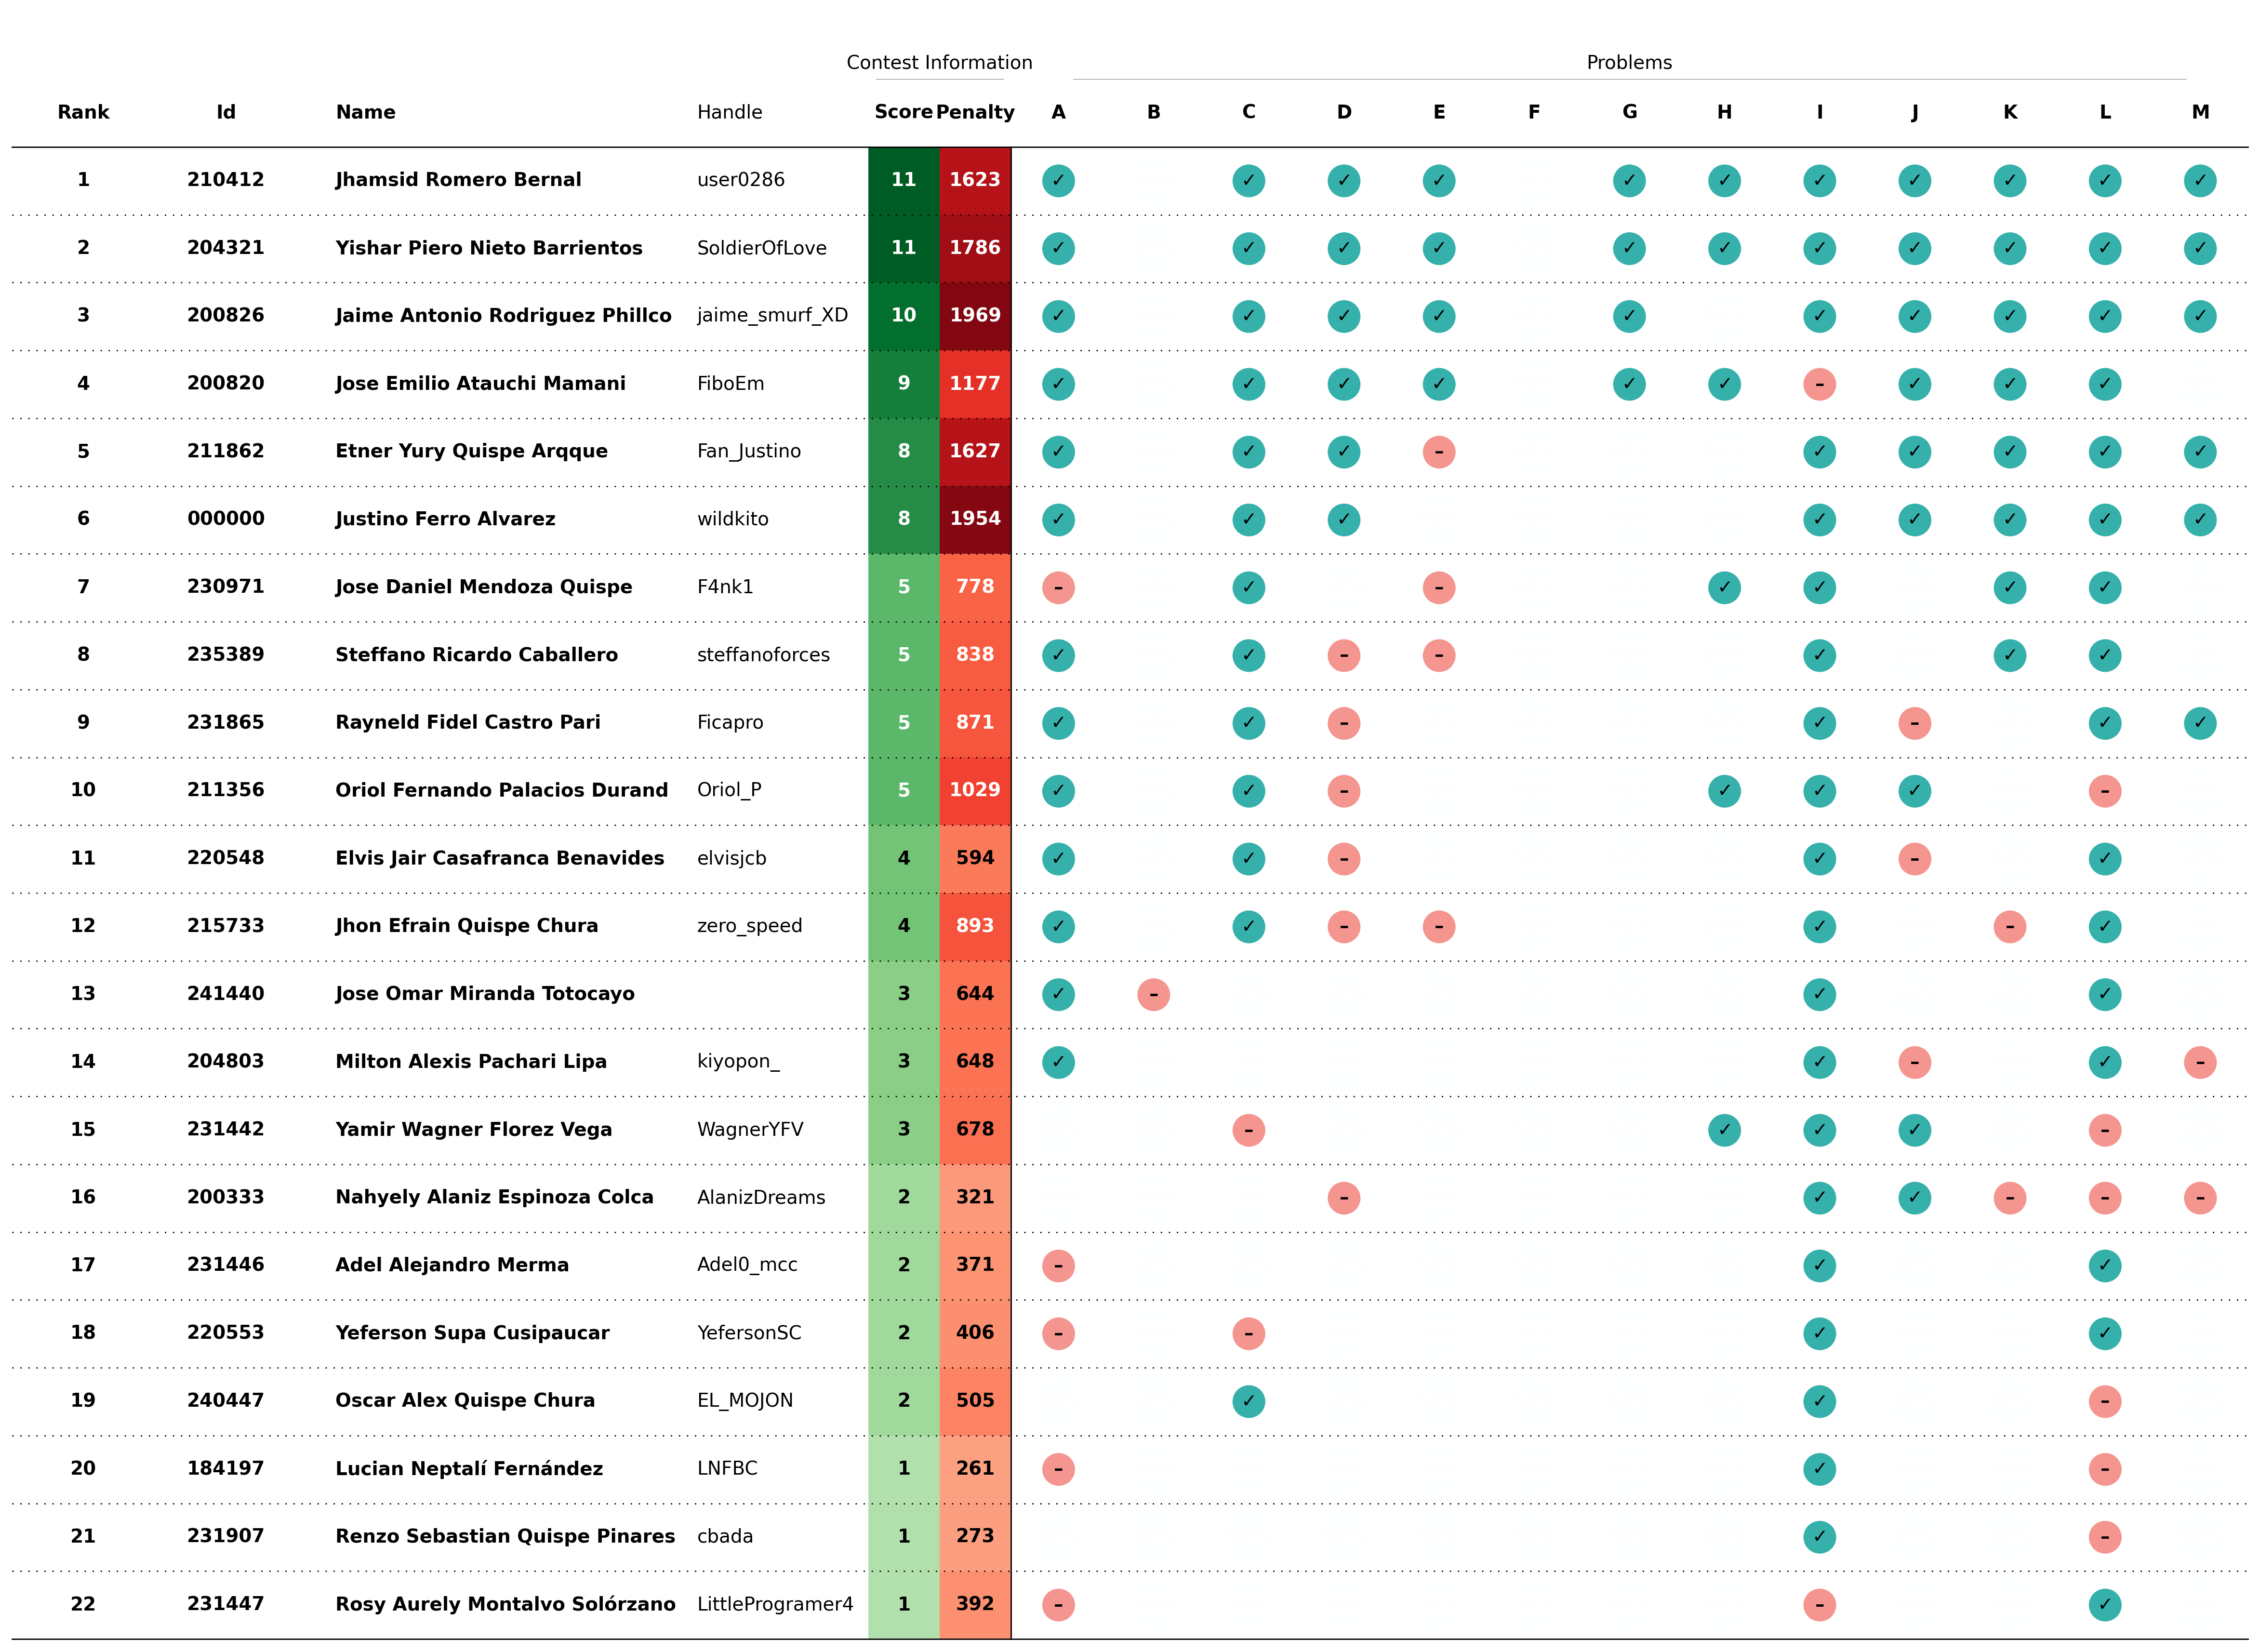 Contest Information Problems
Rank Id Name Handle Score Penalty A B C D E F G H I J K L M
1 210412 Jhamsid Romero Bernal user0286 11 1623 ✓ ✓ ✓ ✓ ✓ ✓ ✓ ✓ ✓ ✓ ✓
2 204321 Yishar Piero Nieto Barrientos SoldierOfLove 11 1786 ✓ ✓ ✓ ✓ ✓ ✓ ✓ ✓ ✓ ✓ ✓
3 200826 Jaime Antonio Rodriguez Phillco jaime_smurf_XD 10 1969 ✓ ✓ ✓ ✓ ✓ ✓ ✓ ✓ ✓ ✓
4 200820 Jose Emilio Atauchi Mamani FiboEm 9 1177 ✓ ✓ ✓ ✓ ✓ ✓ – ✓ ✓ ✓
5 211862 Etner Yury Quispe Arqque Fan_Justino 8 1627 ✓ ✓ ✓ – ✓ ✓ ✓ ✓ ✓
6 000000 Justino Ferro Alvarez wildkito 8 1954 ✓ ✓ ✓ ✓ ✓ ✓ ✓ ✓
7 230971 Jose Daniel Mendoza Quispe F4nk1 5 778 – ✓ – ✓ ✓ ✓ ✓
8 235389 Steffano Ricardo Caballero steffanoforces 5 838 ✓ ✓ – – ✓ ✓ ✓
9 231865 Rayneld Fidel Castro Pari Ficapro 5 871 ✓ ✓ – ✓ – ✓ ✓
10 211356 Oriol Fernando Palacios Durand Oriol_P 5 1029 ✓ ✓ – ✓ ✓ ✓ –
11 220548 Elvis Jair Casafranca Benavides elvisjcb 4 594 ✓ ✓ – ✓ – ✓
12 215733 Jhon Efrain Quispe Chura zero_speed 4 893 ✓ ✓ – – ✓ – ✓
13 241440 Jose Omar Miranda Totocayo 3 644 ✓ – ✓ ✓
14 204803 Milton Alexis Pachari Lipa kiyopon_ 3 648 ✓ ✓ – ✓ –
15 231442 Yamir Wagner Florez Vega WagnerYFV 3 678 – ✓ ✓ ✓ –
16 200333 Nahyely Alaniz Espinoza Colca AlanizDreams 2 321 – ✓ ✓ – – –
17 231446 Adel Alejandro Merma Adel0_mcc 2 371 – ✓ ✓
18 220553 Yeferson Supa Cusipaucar YefersonSC 2 406 – – ✓ ✓
19 240447 Oscar Alex Quispe Chura EL_MOJON 2 505 ✓ ✓ –
20 184197 Lucian Neptalí Fernández LNFBC 1 261 – ✓ –
21 231907 Renzo Sebastian Quispe Pinares cbada 1 273 ✓ –
22 231447 Rosy Aurely Montalvo Solórzano LittleProgramer4 1 392 – – ✓